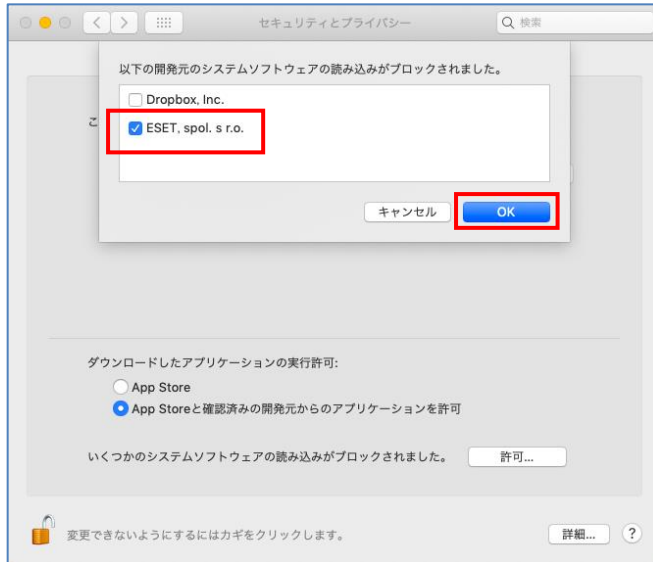 セキュリティとプライバシー
検索
以下の開発元のシステムソフトウェアの読み込みがブロックされました。
Dropbox, Inc.
こ
ESET, spol. s r.o.
キャンセル
OK
ダウンロードしたアプリケーションの実行許可:
App Store
App Storeと確認済みの開発元からのアプリケーションを許可
いくつかのシステムソフトウェアの読み込みがブロックされました。 許可...
変更できないようにするにはカギをクリックします。 詳細... ?